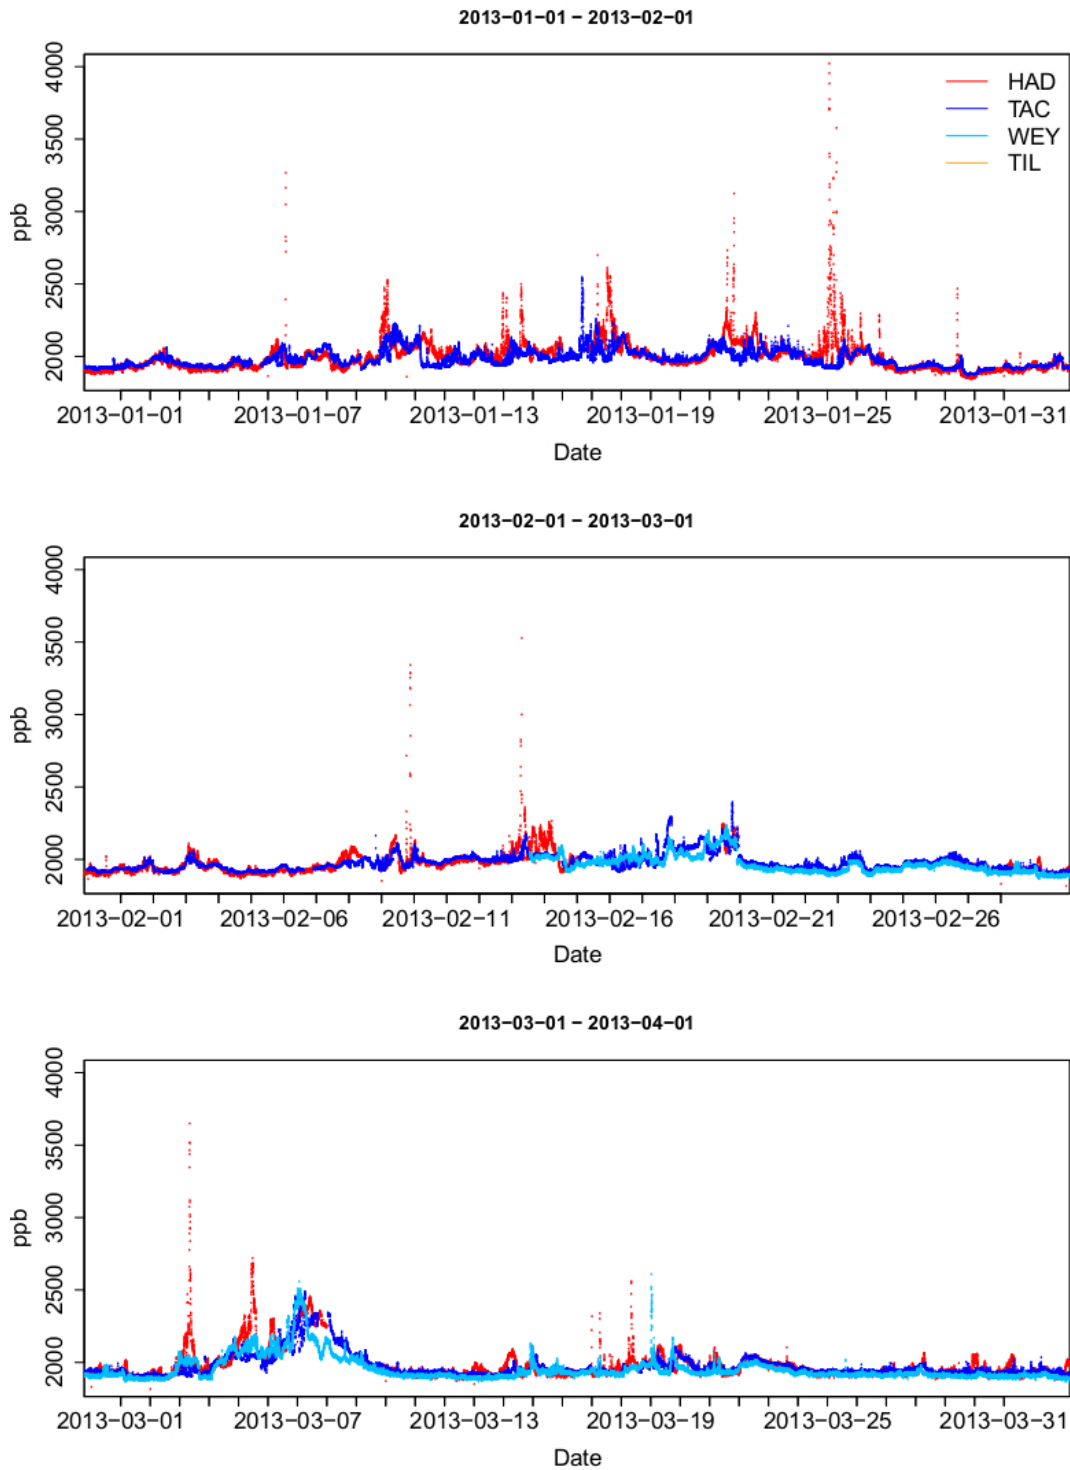 2013−01−01 − 2013−02−01
4000
3500
3000
2500
2000
ppb
HAD
TAC
WEY
TIL
2013−01−01 2013−01−07 2013−01−13 2013−01−19 2013−01−25 2013−01−31
Date
2013−02−01 − 2013−03−01
4000
3500
3000
2500
2000
ppb
2013−02−01 2013−02−06 2013−02−11 2013−02−16 2013−02−21 2013−02−26
Date
2013−03−01 − 2013−04−01
4000
3500
3000
2500
2000
ppb
2013−03−01 2013−03−07 2013−03−13 2013−03−19 2013−03−25 2013−03−31
Date